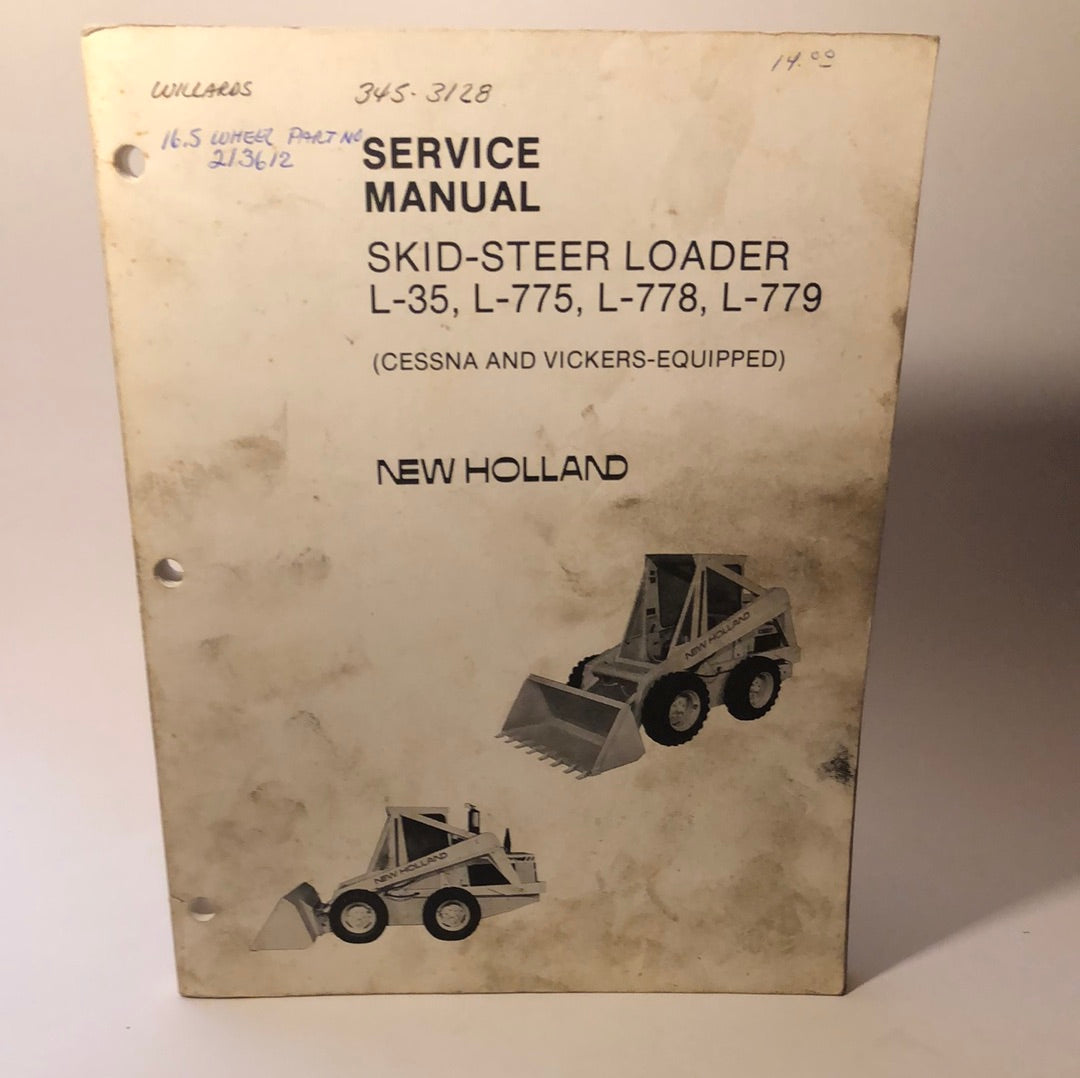 14.00
WILLARDS 345-3128
16.5 WHEEL PART NO
213612
SERVICE
MANUAL
SKID-STEER LOADER
L-35, L-775, L-778, L-779
(CESSNA AND VICKERS-EQUIPPED)
NEW HOLLAND
NEW HOLLAND
NEW HOLLAND